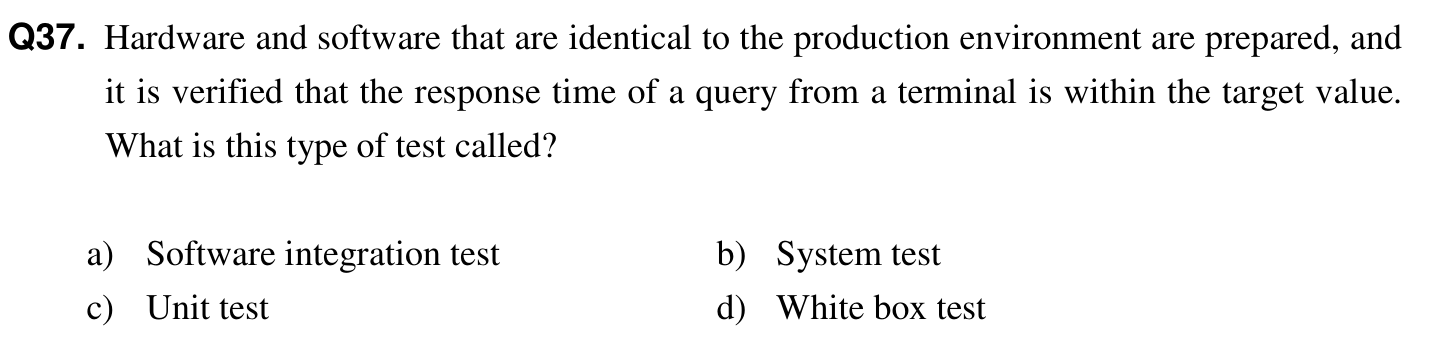 Q37. Hardware and software that are identical to the production environment are prepared, and
it is verified that the response time of a query from a terminal is within the target value.
What is this type of test called?
a) Software integration test b) System test
c) Unit test d) White box test